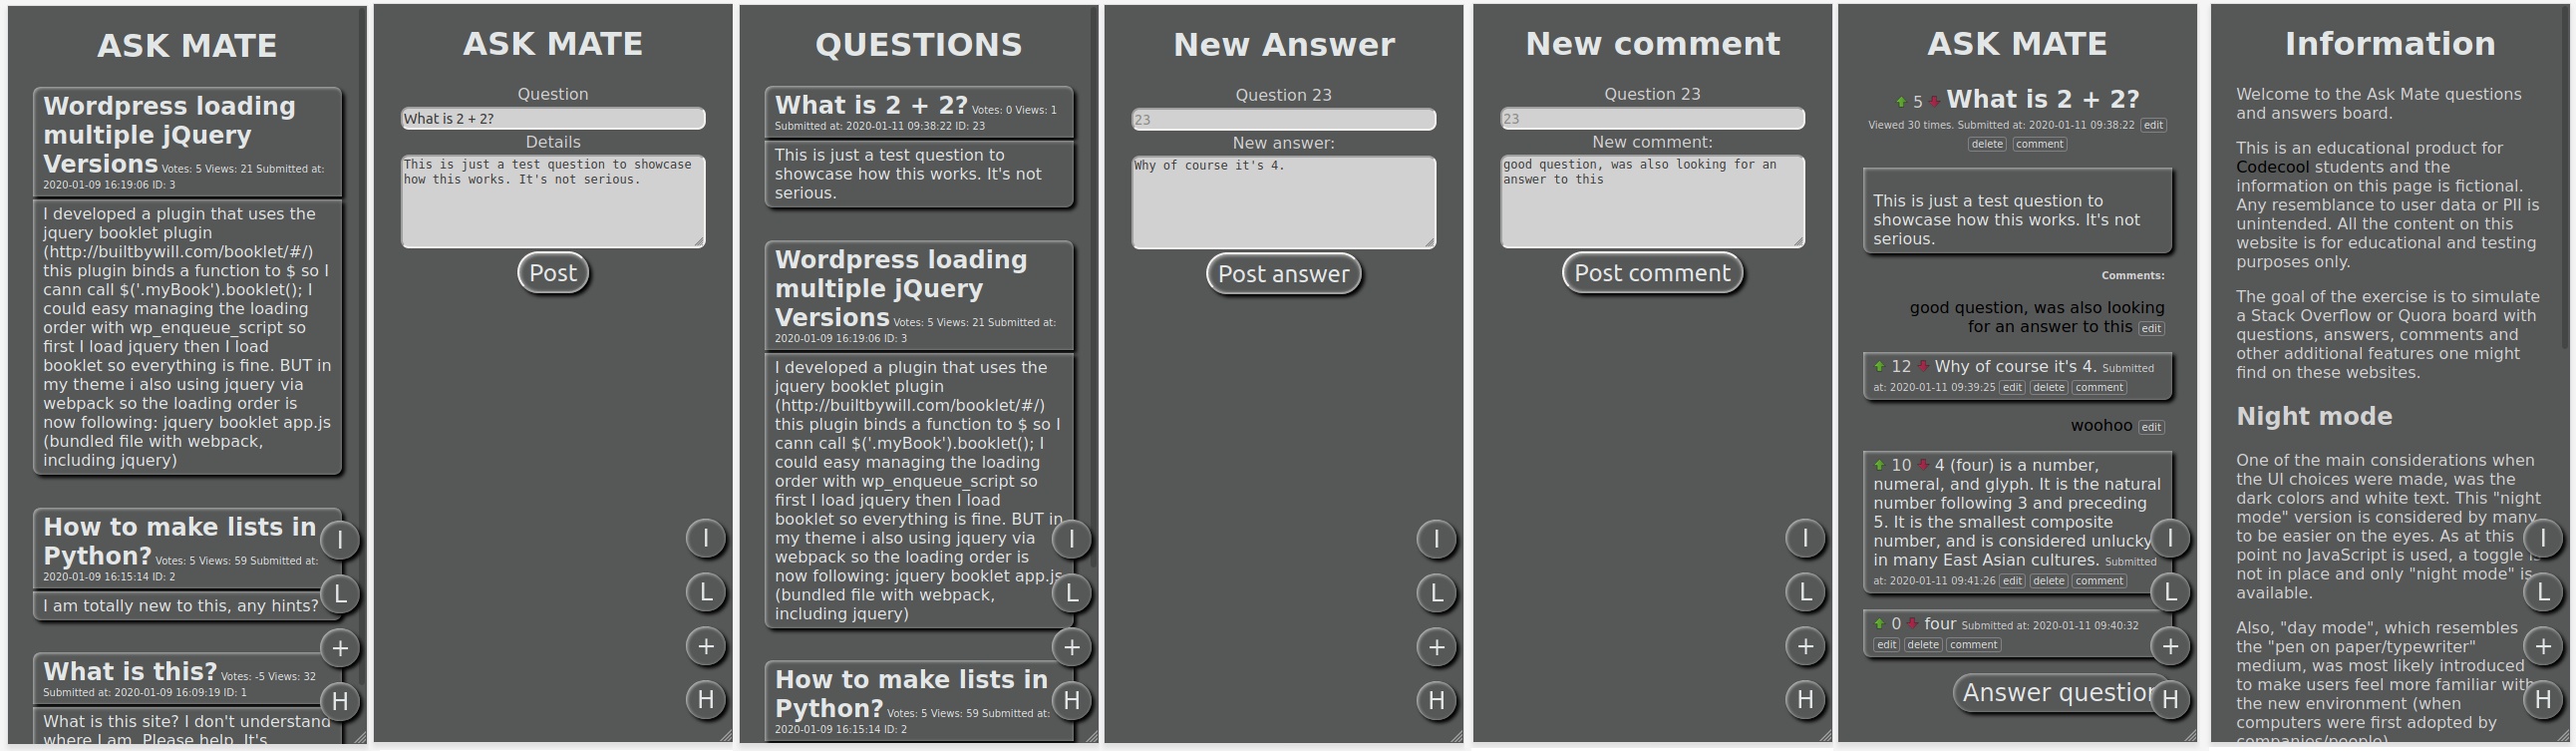 ASK MATE
Wordpress loading
multiple jQuery
Versions Votes: 5 Views: 21 Submitted at:
2020-01-09 16:19:06 ID: 3
I developed a plugin that uses the
jquery booklet plugin
(http://builtbywill.com/booklet/#/)
this plugin binds a function to $ so I
cann call $('.myBook').booklet(); I
could easy managing the loading
order with wp_enqueue_script so
first I load jquery then I load
booklet so everything is fine. BUT in
my theme i also using jquery via
webpack so the loading order is
now following: jquery booklet app.js
(bundled file with webpack,
including jquery)
How to make lists in
Python? Votes: 5 Views: 59 Submitted at:
2020-01-09 16:15:14 ID: 2
I am totally new to this, any hints?
What is this? Votes: -5 Views: 32
Submitted at: 2020-01-09 16:09:19 ID: 1
What is this site? I don't understand
where I am. Please help. It's
I
L
+
H
ASK MATE
Question
What is 2 + 2?
Details
This is just a test question to showcase
how this works. It's not serious.
Post
I
L
+
H
QUESTIONS
What is 2 + 2? Votes: 0 Views: 1
Submitted at: 2020-01-11 09:38:22 ID: 23
This is just a test question to
showcase how this works. It's not
serious.
Wordpress loading
multiple jQuery
Versions Votes: 5 Views: 21 Submitted at:
2020-01-09 16:19:06 ID: 3
I developed a plugin that uses the
jquery booklet plugin
(http://builtbywill.com/booklet/#/)
this plugin binds a function to $ so I
cann call $('.myBook').booklet(); I
could easy managing the loading
order with wp_enqueue_script so
first I load jquery then I load
booklet so everything is fine. BUT in
my theme i also using jquery via
webpack so the loading order is
now following: jquery booklet app.js
(bundled file with webpack,
including jquery)
How to make lists in
Python? Votes: 5 Views: 59 Submitted at:
2020-01-09 16:15:14 ID: 2
I
L
+
H
New Answer
Question 23
23
New answer:
Why of course it's 4.
Post answer
I
L
+
H
New comment
Question 23
23
New comment:
good question, was also looking for an
answer to this
Post comment
I
L
+
H
ASK MATE
5 What is 2 + 2?
Viewed 30 times. Submitted at: 2020-01-11 09:38:22 edit
delete comment
This is just a test question to
showcase how this works. It's not
serious.
Comments:
good question, was also looking
for an answer to this edit
12 Why of course it's 4. Submitted
at: 2020-01-11 09:39:25 edit delete comment
woohoo edit
10 4 (four) is a number,
numeral, and glyph. It is the natural
number following 3 and preceding
5. It is the smallest composite
number, and is considered unlucky
in many East Asian cultures. Submitted
at: 2020-01-11 09:41:26 edit delete comment
0 four Submitted at: 2020-01-11 09:40:32
edit delete comment
Answer question
I
L
+
H
Information
Welcome to the Ask Mate questions
and answers board.
This is an educational product for
Codecool students and the
information on this page is fictional.
Any resemblance to user data or PII is
unintended. All the content on this
website is for educational and testing
purposes only.
The goal of the exercise is to simulate
a Stack Overflow or Quora board with
questions, answers, comments and
other additional features one might
find on these websites.
Night mode
One of the main considerations when
the UI choices were made, was the
dark colors and white text. This "night
mode" version is considered by many
to be easier on the eyes. As at this
point no JavaScript is used, a toggle is
not in place and only "night mode" is
available.
Also, "day mode", which resembles
the "pen on paper/typewriter"
medium, was most likely introduced
to make users feel more familiar with
the new environment (when
computers were first adopted by
companies/people)
I
L
+
H